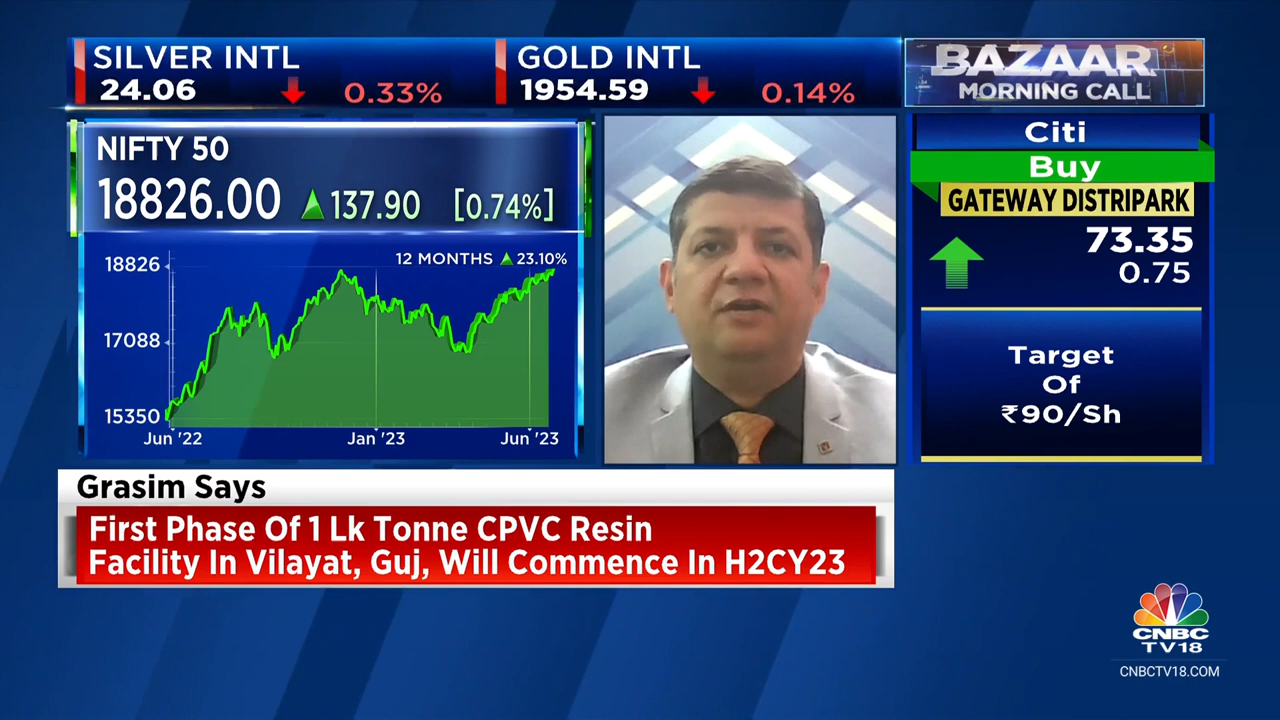 SILVER INTL
24.06 0.33%
GOLD INTL
1954.59 0.14%
BAZAAR
MORNING CALL
NIFTY 50
18826.00 137.90 [0.74%]
12 MONTHS 23.10%
18826
17088
15350
Jun '22 Jan '23 Jun '23
Citi
Buy
GATEWAY DISTRIPARK
73.35
0.75
Target
Of
₹90/Sh
Grasim Says
First Phase Of 1 Lk Tonne CPVC Resin
Facility In Vilayat, Guj, Will Commence In H2CY23
CNBC
TV18
CNBCTV18.COM